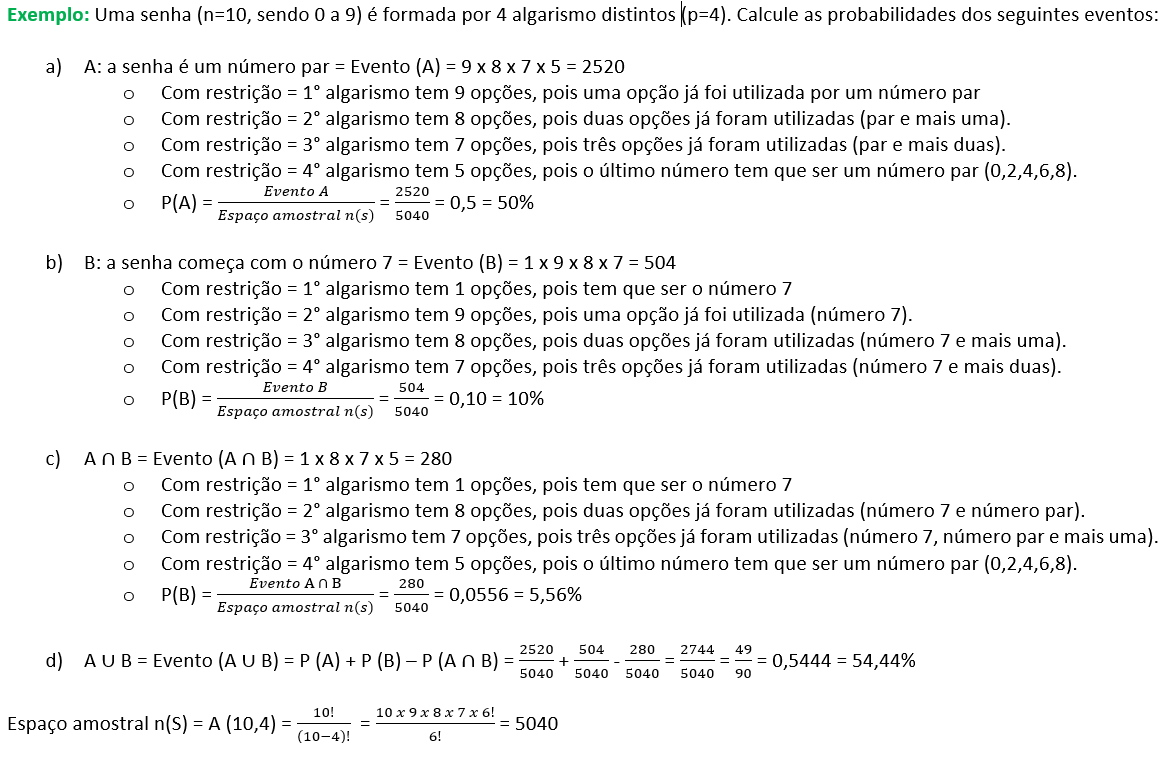 Exemplo: Uma senha (n=10, sendo 0 a 9) é formada por 4 algarismo distintos (p=4). Calcule as probabilidades dos seguintes eventos:
a) A: a senha é um número par = Evento (A) = 9 x 8 x 7 x 5 = 2520
o Com restrição = 1° algarismo tem 9 opções, pois uma opção já foi utilizada por um número par
o Com restrição = 2° algarismo tem 8 opções, pois duas opções já foram utilizadas (par e mais uma).
o Com restrição = 3° algarismo tem 7 opções, pois três opções já foram utilizadas (par e mais duas).
o Com restrição = 4° algarismo tem 5 opções, pois o último número tem que ser um número par (0,2,4,6,8).
o P(A) = Evento A / Espaço amostral n(s) = 2520 / 5040 = 0,5 = 50%
b) B: a senha começa com o número 7 = Evento (B) = 1 x 9 x 8 x 7 = 504
o Com restrição = 1° algarismo tem 1 opções, pois tem que ser o número 7
o Com restrição = 2° algarismo tem 9 opções, pois uma opção já foi utilizada (número 7).
o Com restrição = 3° algarismo tem 8 opções, pois duas opções já foram utilizadas (número 7 e mais uma).
o Com restrição = 4° algarismo tem 7 opções, pois três opções já foram utilizadas (número 7 e mais duas).
o P(B) = Evento B / Espaço amostral n(s) = 504 / 5040 = 0,10 = 10%
c) A ∩ B = Evento (A ∩ B) = 1 x 8 x 7 x 5 = 280
o Com restrição = 1° algarismo tem 1 opções, pois tem que ser o número 7
o Com restrição = 2° algarismo tem 8 opções, pois duas opções já foram utilizadas (número 7 e número par).
o Com restrição = 3° algarismo tem 7 opções, pois três opções já foram utilizadas (número 7, número par e mais uma).
o Com restrição = 4° algarismo tem 5 opções, pois o último número tem que ser um número par (0,2,4,6,8).
o P(B) = Evento A ∩ B / Espaço amostral n(s) = 280 / 5040 = 0,0556 = 5,56%
d) A U B = Evento (A U B) = P (A) + P (B) – P (A ∩ B) = 2520 / 5040 + 504 / 5040 - 280 / 5040 = 2744 / 5040 = 49 / 90 = 0,5444 = 54,44%
Espaço amostral n(S) = A (10,4) = 10! / (10−4)! = 10 x 9 x 8 x 7 x 6! / 6! = 5040